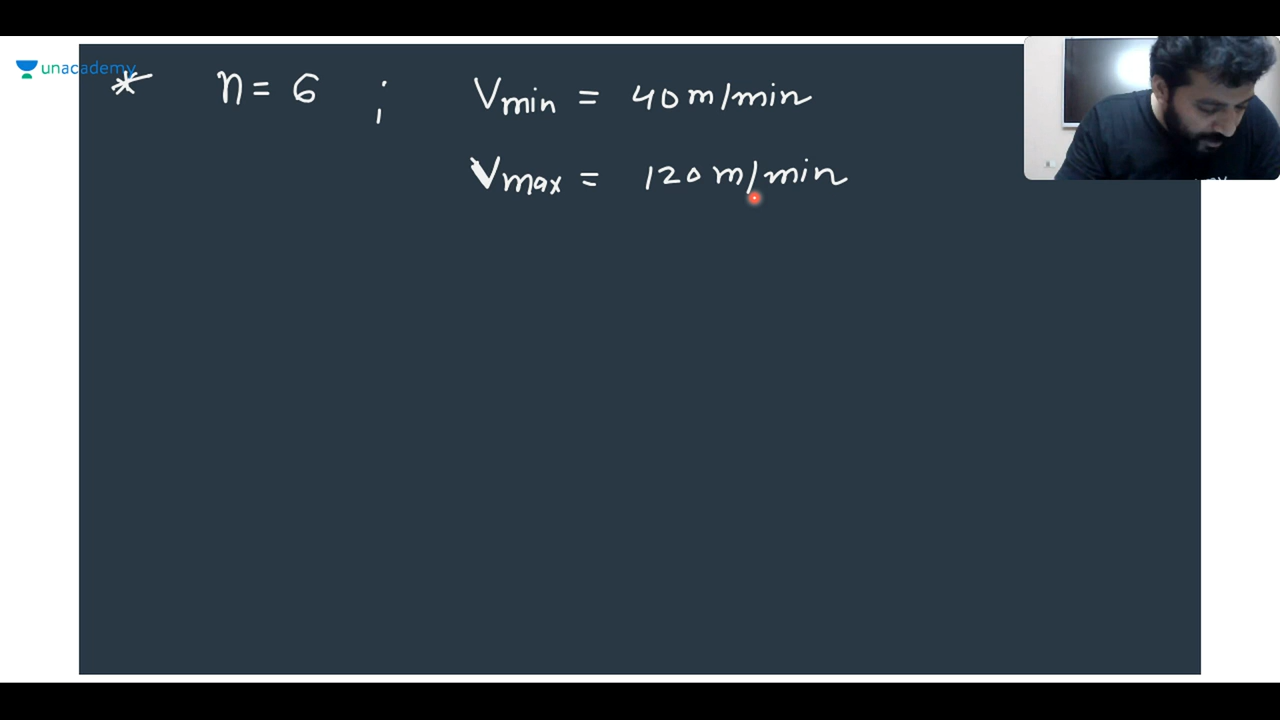 unacademy
* n = 6 ; Vmin = 40 m/min
Vmax = 120 m/min